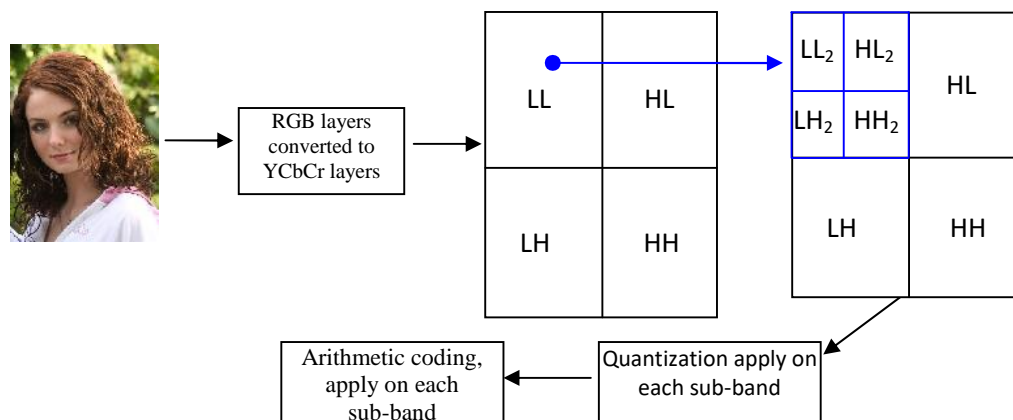 RGB layers
converted to
YCbCr layers
LL
HL
LH
HH
LL₂
HL₂
LH₂
HH₂
HL
LH
HH
Quantization apply on
each sub-band
Arithmetic coding,
apply on each
sub-band